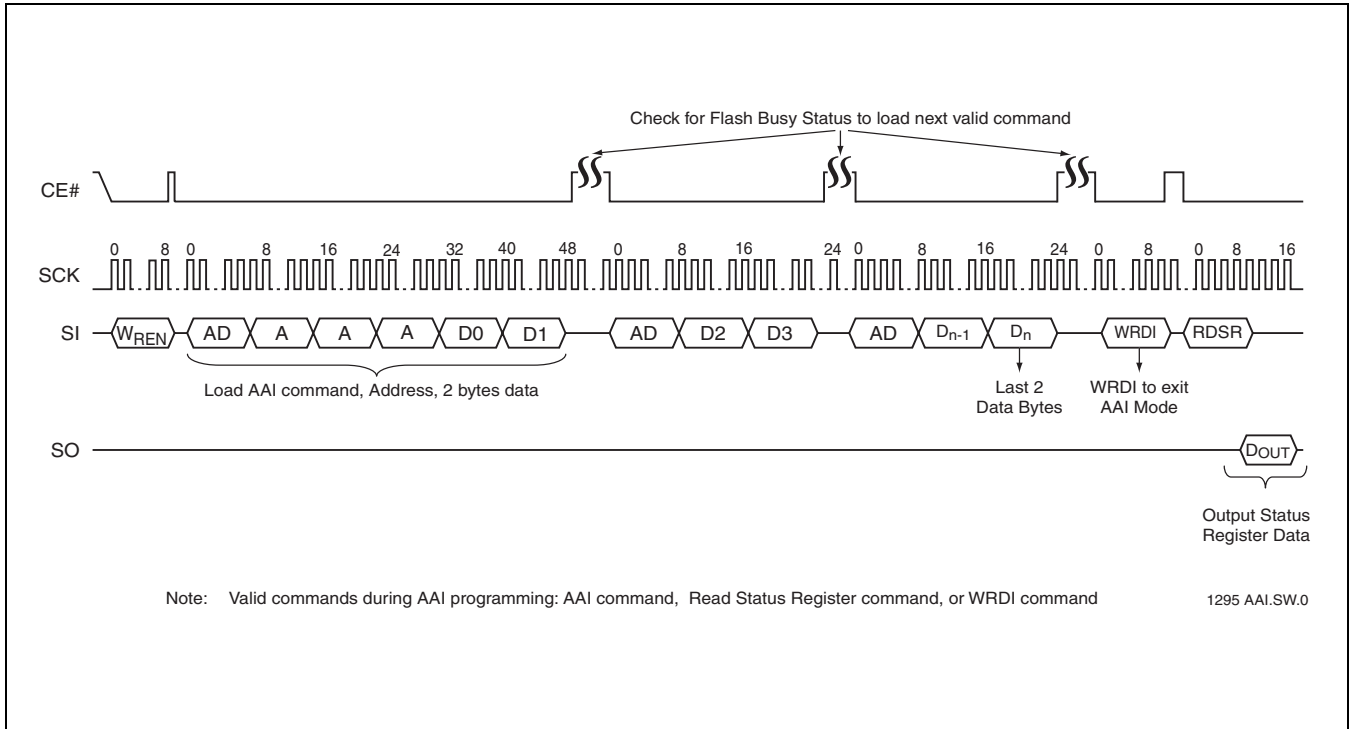 Check for Flash Busy Status to load next valid command
CE#
0 8 0 8 16 24 32 40 48 0 8 16 24 0 8 16 24 0 8 0 8 16
SCK
SI WREN AD A A A D0 D1 AD D2 D3 AD Dn-1 Dn WRDI RDSR
Load AAI command, Address, 2 bytes data
Last 2
Data Bytes
WRDI to exit
AAI Mode
SO DOUT
Output Status
Register Data
Note: Valid commands during AAI programming: AAI command, Read Status Register command, or WRDI command
1295 AAI.SW.0